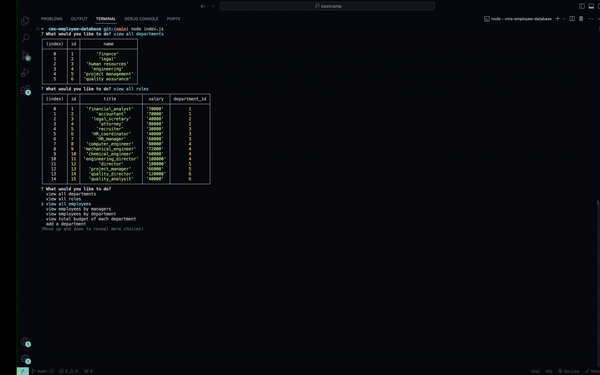 bootcamp
PROBLEMS OUTPUT TERMINAL DEBUG CONSOLE PORTS
node - cms-employee-database
cms-employee-database git:(main) node index.js
? What would you like to do? view all departments
(index) id name
0 1 'finance'
1 2 'legal'
2 3 'human resources'
3 4 'engineering'
4 5 'project management'
5 6 'quality assurance'
? What would you like to do? view all roles
(index) id title salary department_id
0 1 'financial_analyst' '70000' 1
1 2 'accountant' '70000' 1
2 3 'legal_scretary' '40000' 2
3 4 'attorney' '80000' 2
4 5 'recruiter' '30000' 3
5 6 'HR_coordinator' '40000' 3
6 7 'HR_manager' '60000' 3
7 8 'computer_engineer' '80000' 4
8 9 'mechanical_engineer' '72000' 4
9 10 'chemical_engineer' '60000' 4
10 11 'engineering_director' '100000' 4
11 12 'director' '100000' 5
12 13 'project_manager' '66000' 5
13 14 'quality_director' '120000' 6
14 15 'quality_analysit' '40000' 6
? What would you like to do?
view all departments
view all roles
❯ view all employees
view employees by managers
view employees by department
view total budget of each department
add a department
(Move up and down to reveal more choices)
main
Go Live